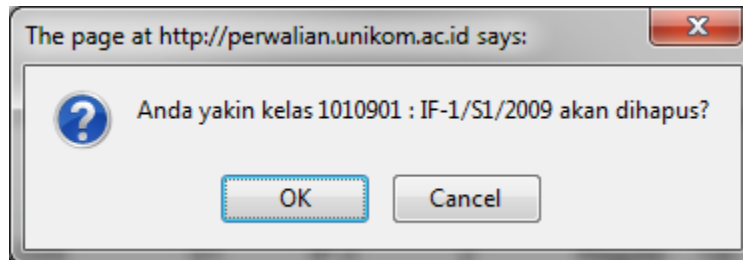 The page at http://perwalian.unikom.ac.id says:
Anda yakin kelas 1010901 : IF-1/S1/2009 akan dihapus?
OK
Cancel